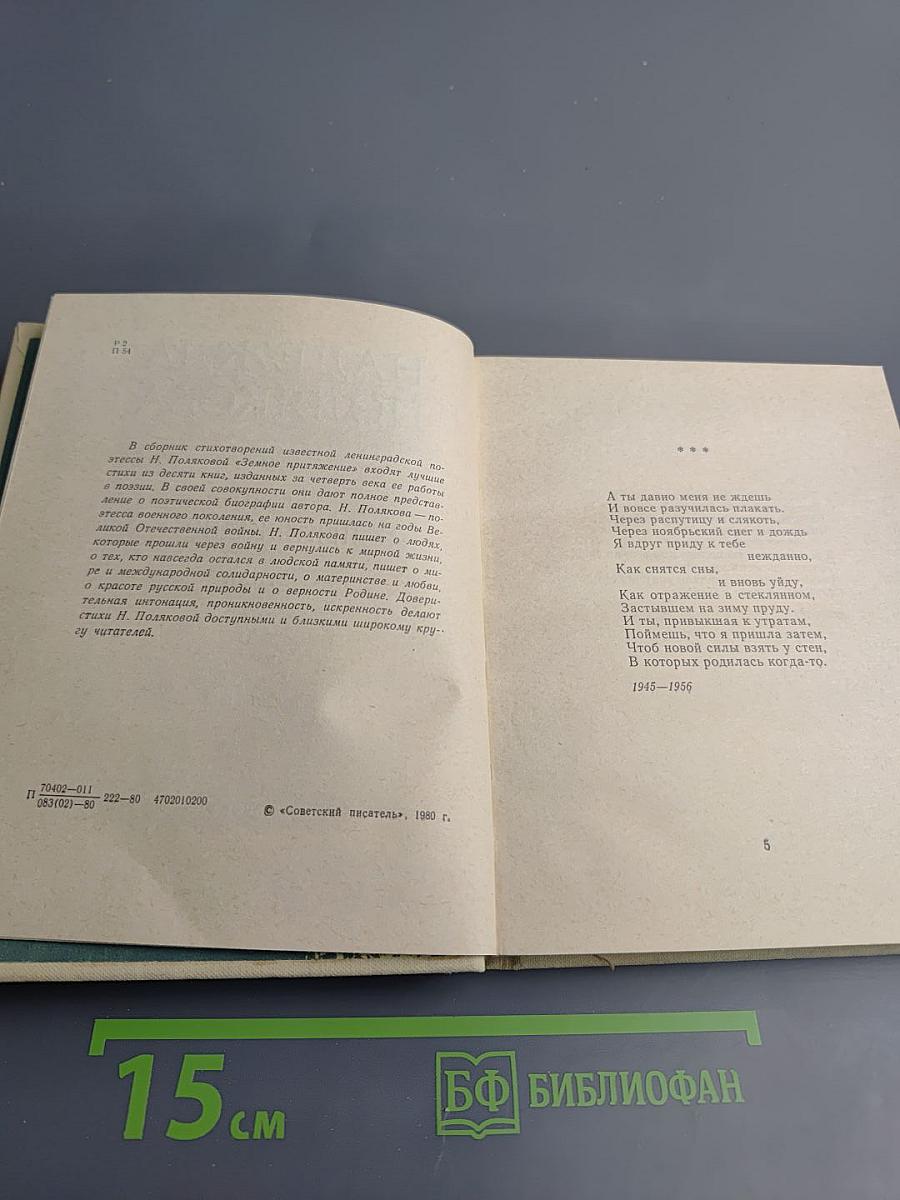 Р 2
П 54
В сборник стихотворений известной ленинградской по-
этессы Н. Поляковой «Земное притяжение» входят лучшие
стихи из десяти книг, изданных за четверть века ее работы
в поэзии. В своей совокупности они дают полное представ-
ление о поэтической биографии автора. Н. Полякова — по-
этесса военного поколения, ее юность пришлась на годы Ве-
ликой Отечественной войны. Н. Полякова пишет о людях,
которые прошли через войну и вернулись к мирной жизни,
о тех, кто навсегда остался в людской памяти, пишет о ми-
ре и международной солидарности, о материнстве и любви,
о красоте русской природы и о верности Родине. Довери-
тельная интонация, проникновенность, искренность делают
стихи Н. Поляковой доступными и близкими широкому кру-
гу читателей.
П 70402—011
083(02)—80 222—80 4702010200
© «Советский писатель», 1980 г.
* * *
А ты давно меня не ждешь
И вовсе разучилась плакать.
Через распутицу и слякоть,
Через ноябрьский снег и дождь
Я вдруг приду к тебе
нежданно,
Как снятся сны,
и вновь уйду,
Как отражение в стеклянном,
Застывшем на зиму пруду.
И ты, привыкшая к утратам,
Поймешь, что я пришла затем,
Чтоб новой силы взять у стен,
В которых родилась когда-то.
1945—1956
5
15 см
БФ БИБЛИОФАН